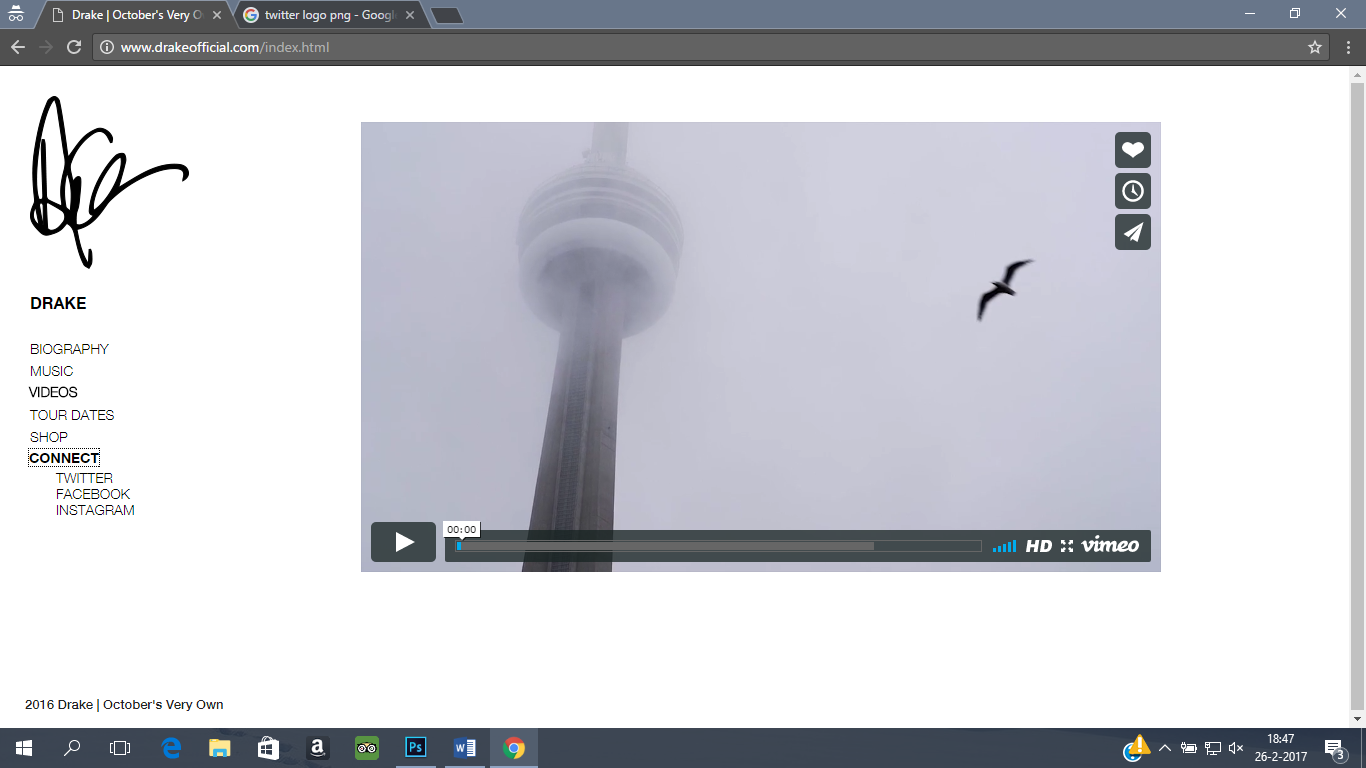 Drake | October's Very O
twitter logo png - Googl
www.drakeofficial.com/index.html
DRAKE
BIOGRAPHY
MUSIC
VIDEOS
TOUR DATES
SHOP
CONNECT
TWITTER
FACEBOOK
INSTAGRAM
00:00
HD vimeo
2016 Drake | October's Very Own
Ps
W
18:47
26-2-2017
3